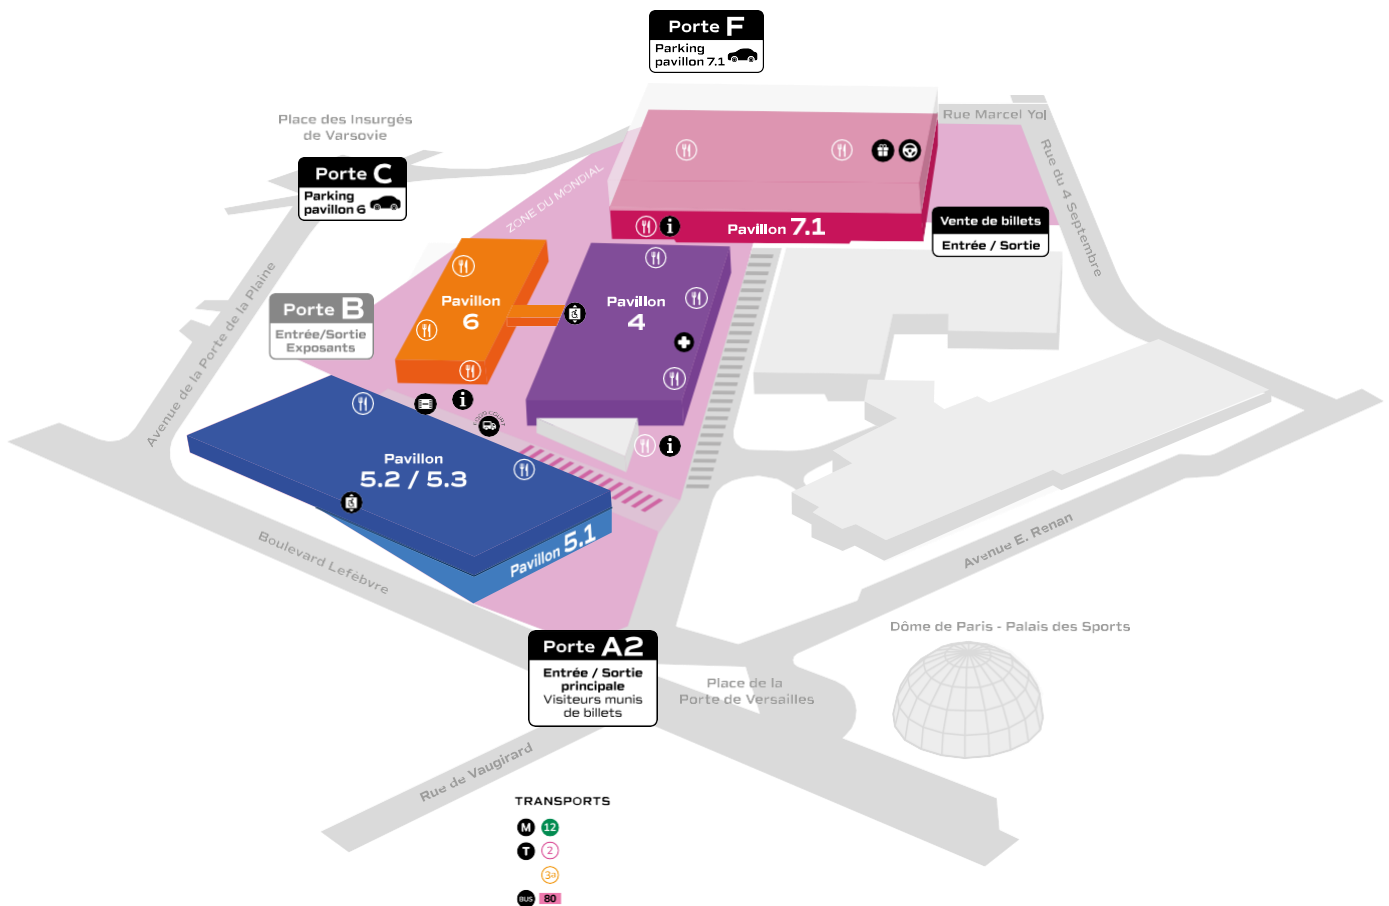 Porte F
Parking
pavillon 7.1
Place des Insurgés
de Varsovie
Rue Marcel Yol
Porte C
Parking
pavillon 6
ZONE DU MONDIAL
Rue du 4 Septembre
Pavillon 7.1
Vente de billets
Entrée / Sortie
Avenue de la Porte de la Plaine
Porte B
Entrée/Sortie
Exposants
Pavillon
6
Pavillon
4
FOOD COURT
Pavillon
5.2 / 5.3
Pavillon 5.1
Boulevard Lefèbvre
Avenue E. Renan
Dôme de Paris - Palais des Sports
Porte A2
Entrée / Sortie
principale
Visiteurs munis
de billets
Place de la
Porte de Versailles
Rue de Vaugirard
TRANSPORTS
M 12
T 2
3a
BUS 80